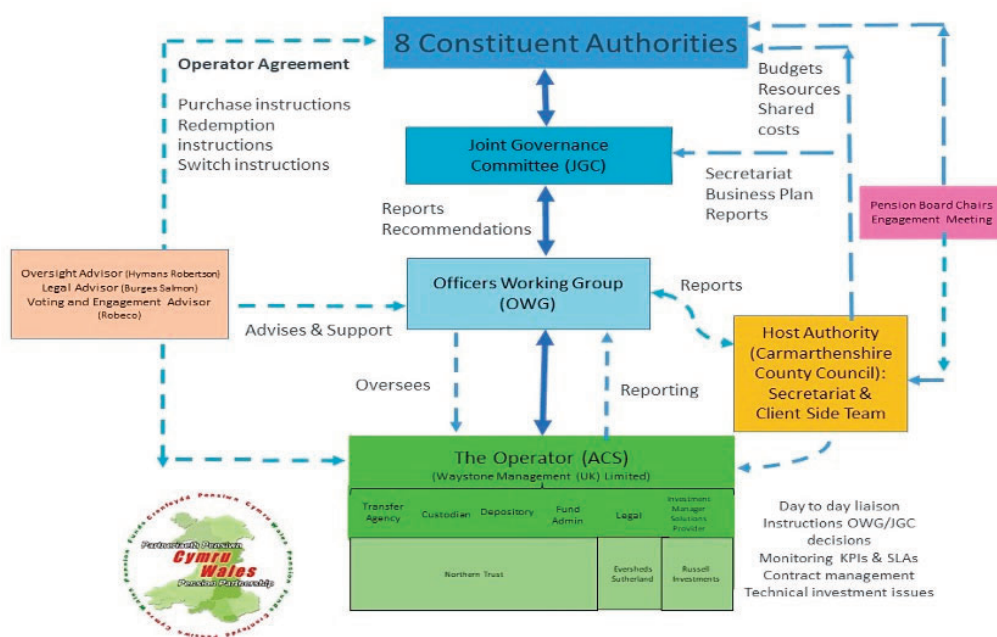 8 Constituent Authorities
Operator Agreement
Purchase instructions
Redemption
instructions
Switch instructions
Budgets
Resources
Shared
costs
Joint Governance
Committee (JGC)
Secretariat
Business Plan
Reports
Pension Board Chairs
Engagement Meeting
Reports
Recommendations
Oversight Advisor (Hymans Robertson)
Legal Advisor (Burges Salmon)
Voting and Engagement Advisor
(Robeco)
Advises & Support
Officers Working Group
(OWG)
Reports
Host Authority
(Carmarthenshire
County Council):
Secretariat &
Client Side Team
Oversees
Reporting
The Operator (ACS)
(Waystone Management (UK) Limited)
Transfer
Agency
Custodian
Depository
Fund
Admin
Legal
Investment
Manager
Solutions
Provider
Northern Trust
Eversheds
Sutherland
Russell
Investments
Day to day liaison
Instructions OWG/JGC
decisions
Monitoring KPIs & SLAs
Contract management
Technical investment issues
Partneriaeth Pensiwn
Cymru
Wales
Pension Partnership